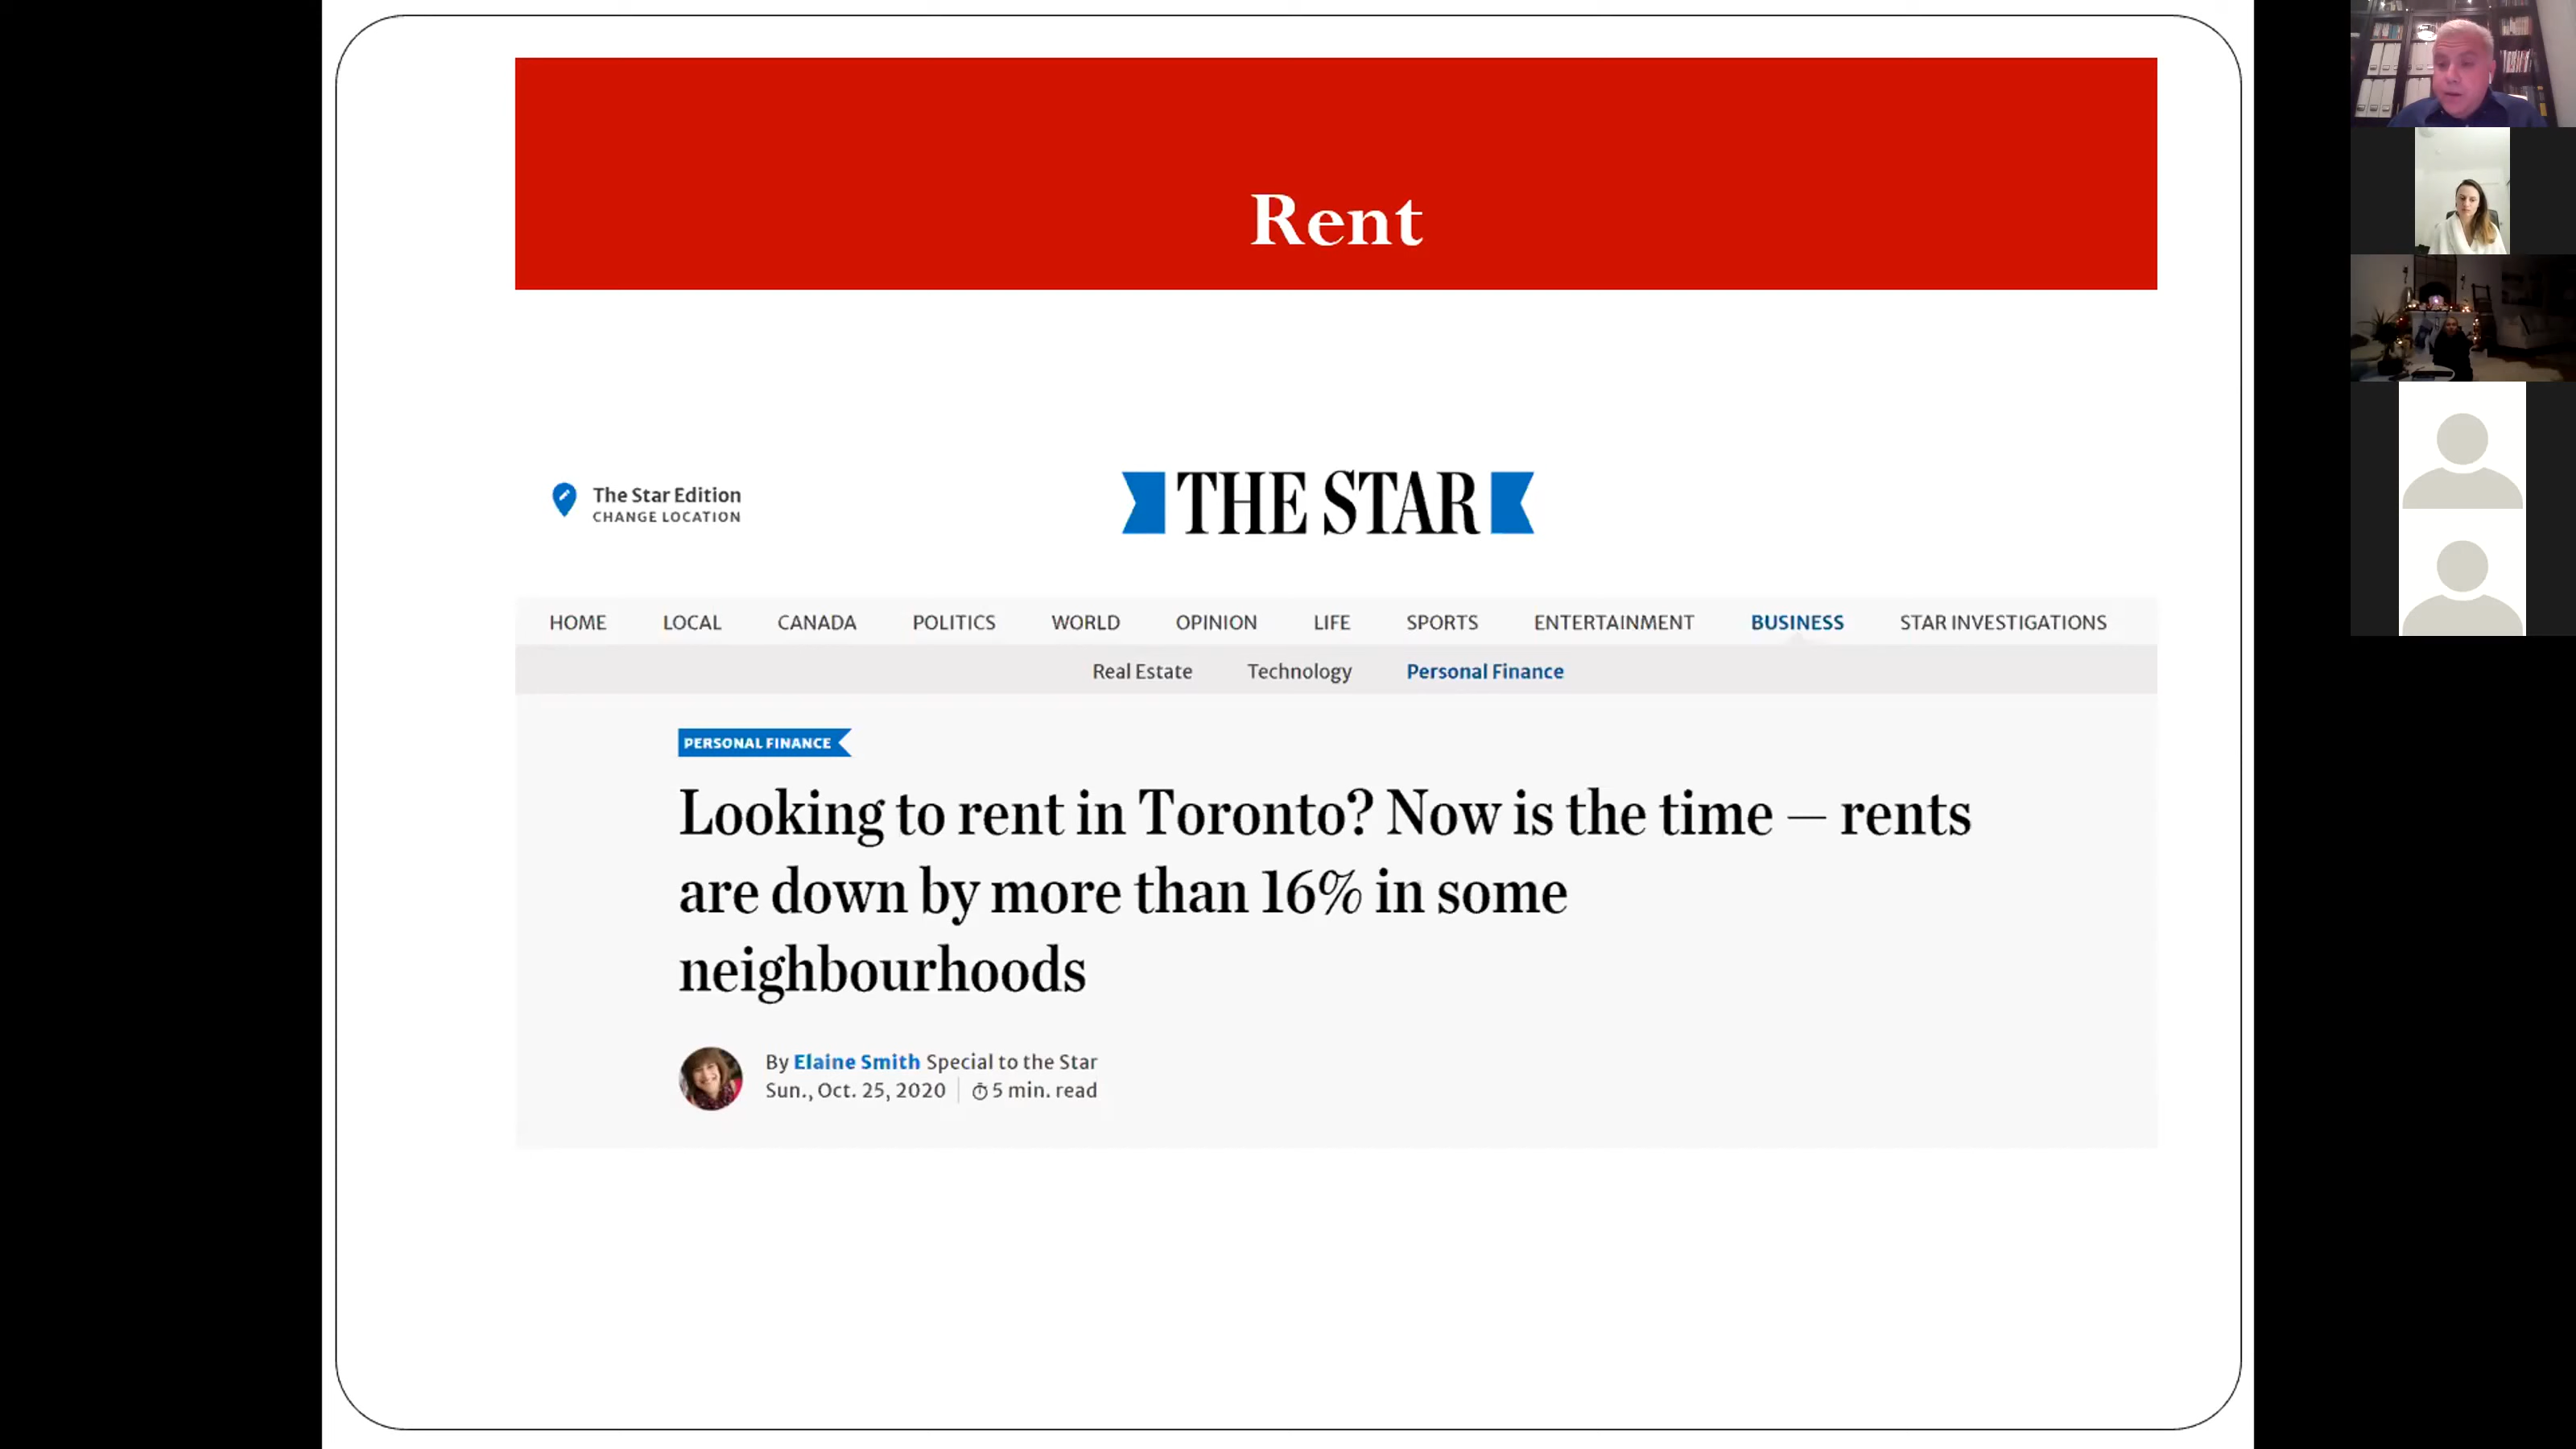 Rent
The Star Edition
CHANGE LOCATION
THE STAR
HOME LOCAL CANADA POLITICS WORLD OPINION LIFE SPORTS ENTERTAINMENT BUSINESS STAR INVESTIGATIONS
Real Estate Technology Personal Finance
PERSONAL FINANCE
Looking to rent in Toronto? Now is the time — rents
are down by more than 16% in some
neighbourhoods
By Elaine Smith Special to the Star
Sun., Oct. 25, 2020 5 min. read